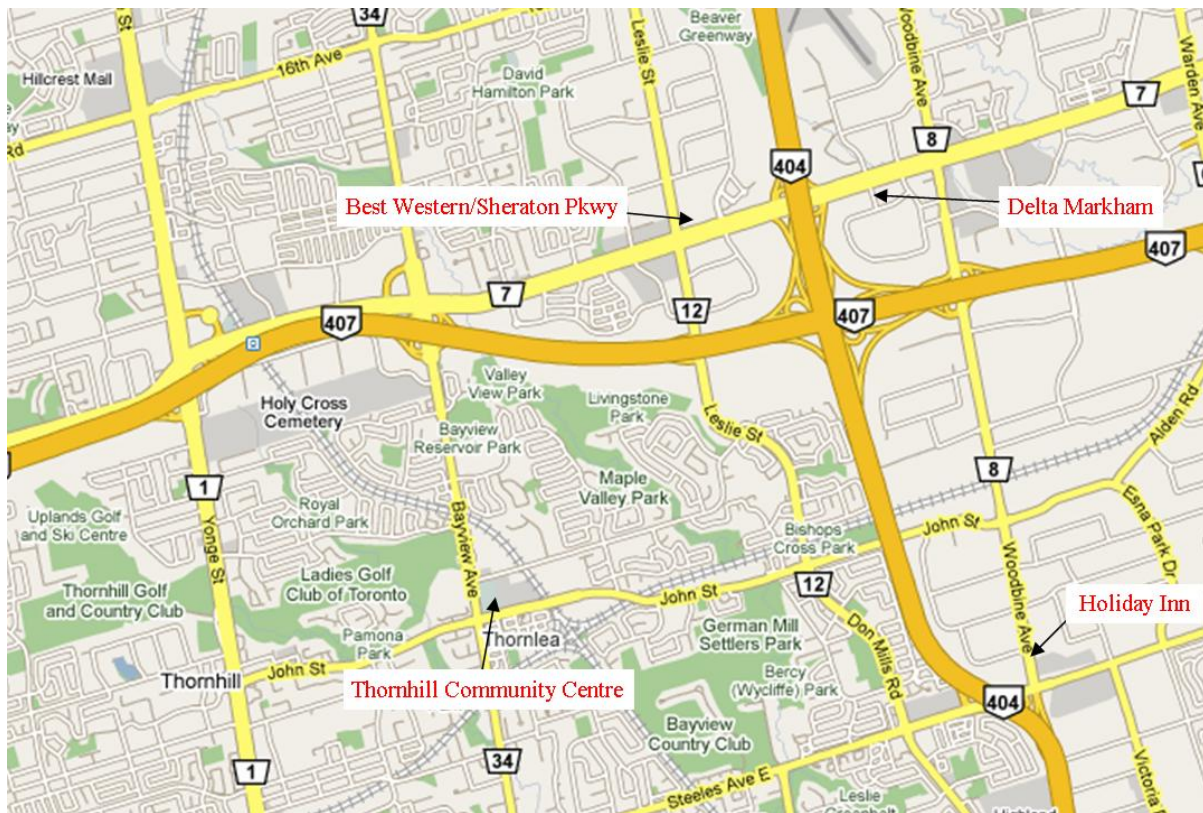 34
Beaver
Greenway
Leslie St
Woodbine Ave
Warden Ave
Hillcrest Mall
16th Ave
David
Hamilton Park
7
Rd
8
404
Best Western/Sheraton Pkwy
Delta Markham
407
7
12
407
407
Valley
View Park
Livingstone
Park
Holy Cross
Cemetery
Bayview
Reservoir Park
Leslie St
Alden Rd
1
Maple
Valley Park
8
Royal
Orchard Park
Uplands Golf
and Ski Centre
Yonge St
Bayview Ave
Bishops
Cross Park
John St
Esna Park Dr
Thornhill Golf
and Country Club
Ladies Golf
Club of Toronto
12
John St
Woodbine Ave
Holiday Inn
Pamona
Park
Thornlea
German Mill
Settlers Park
Don Mills Rd
Thornhill
John St
Thornhill Community Centre
Bercy
(Wycliffe) Park
404
Bayview
Country Club
1
34
Steeles Ave E
Victoria
Leslie